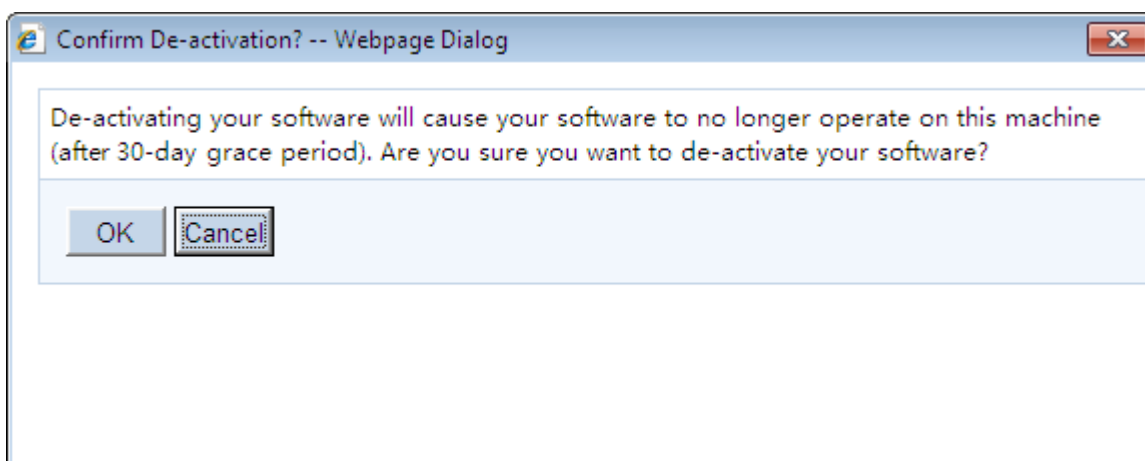 Confirm De-activation? -- Webpage Dialog
De-activating your software will cause your software to no longer operate on this machine
(after 30-day grace period). Are you sure you want to de-activate your software?
OK Cancel